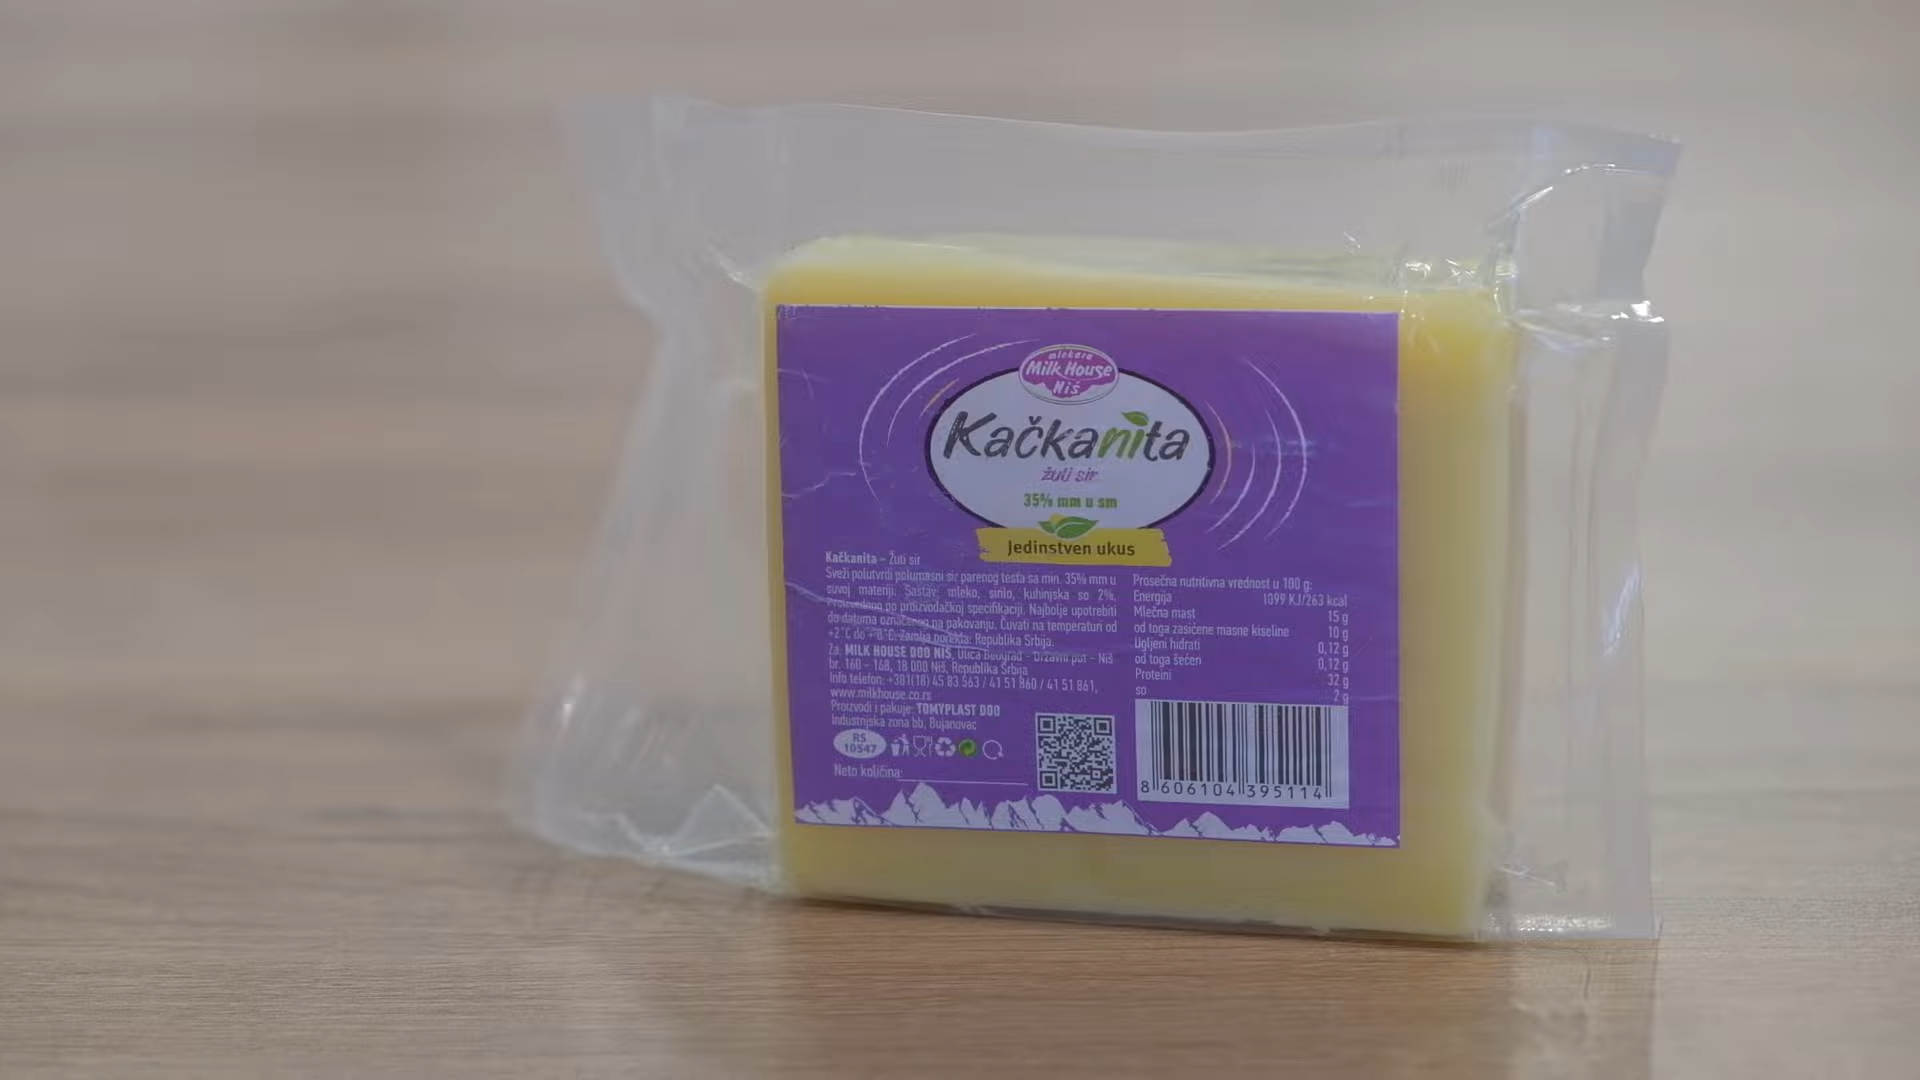 mlekara
Milk House
Niš
Kačkanita
žuti sir
35% mm u sm
Jedinstven ukus
Kačkanita – Žuti sir
Sveži polutvrdi polumasni sir parenog testa sa min. 35% mm u
suvoj materiji. Sastav: mleko, sirilo, kuhinjska so 2%.
Proizvedeno po proizvođačkoj specifikaciji. Najbolje upotrebiti
do datuma označenog na pakovanju. Čuvati na temperaturi od
+2°C do +8°C. Zemlja porekla: Republika Srbija.
Za: MILK HOUSE DOO NIŠ, Ulica Beograd - Državni put - Niš
br. 160 - 168, 18 000 Niš, Republika Srbija
Info telefon: +381(18) 45 83 563 / 41 51 860 / 41 51 861,
www.milkhouse.co.rs
Proizvodi i pakuje: TOMYPLAST DOO
Industrijska zona bb, Bujanovac
RS
10547
Neto količina:
Prosečna nutritivna vrednost u 100 g:
Energija 1099 KJ/263 kcal
Mlečna mast 15 g
od toga zasićene masne kiseline 10 g
Ugljeni hidrati 0,12 g
od toga šećeri 0,12 g
Proteini 32 g
so 2 g
8 606104 395114